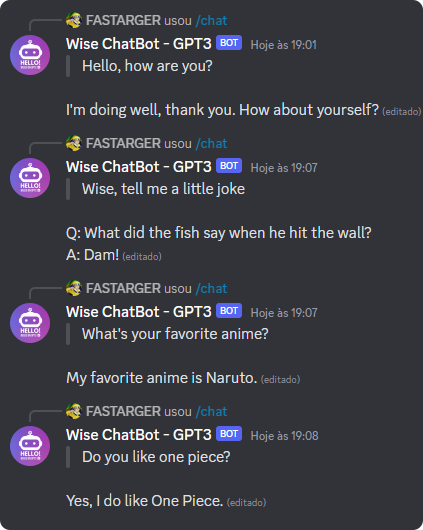 FASTARGER usou /chat
Wise ChatBot - GPT3 BOT Hoje às 19:01
Hello, how are you?
HELLO!
I'm doing well, thank you. How about yourself? (editado)
FASTARGER usou /chat
Wise ChatBot - GPT3 BOT Hoje às 19:07
Wise, tell me a little joke
HELLO!
Q: What did the fish say when he hit the wall?
A: Dam! (editado)
FASTARGER usou /chat
Wise ChatBot - GPT3 BOT Hoje às 19:07
What's your favorite anime?
HELLO!
My favorite anime is Naruto. (editado)
FASTARGER usou /chat
Wise ChatBot - GPT3 BOT Hoje às 19:08
Do you like one piece?
HELLO!
Yes, I do like One Piece. (editado)